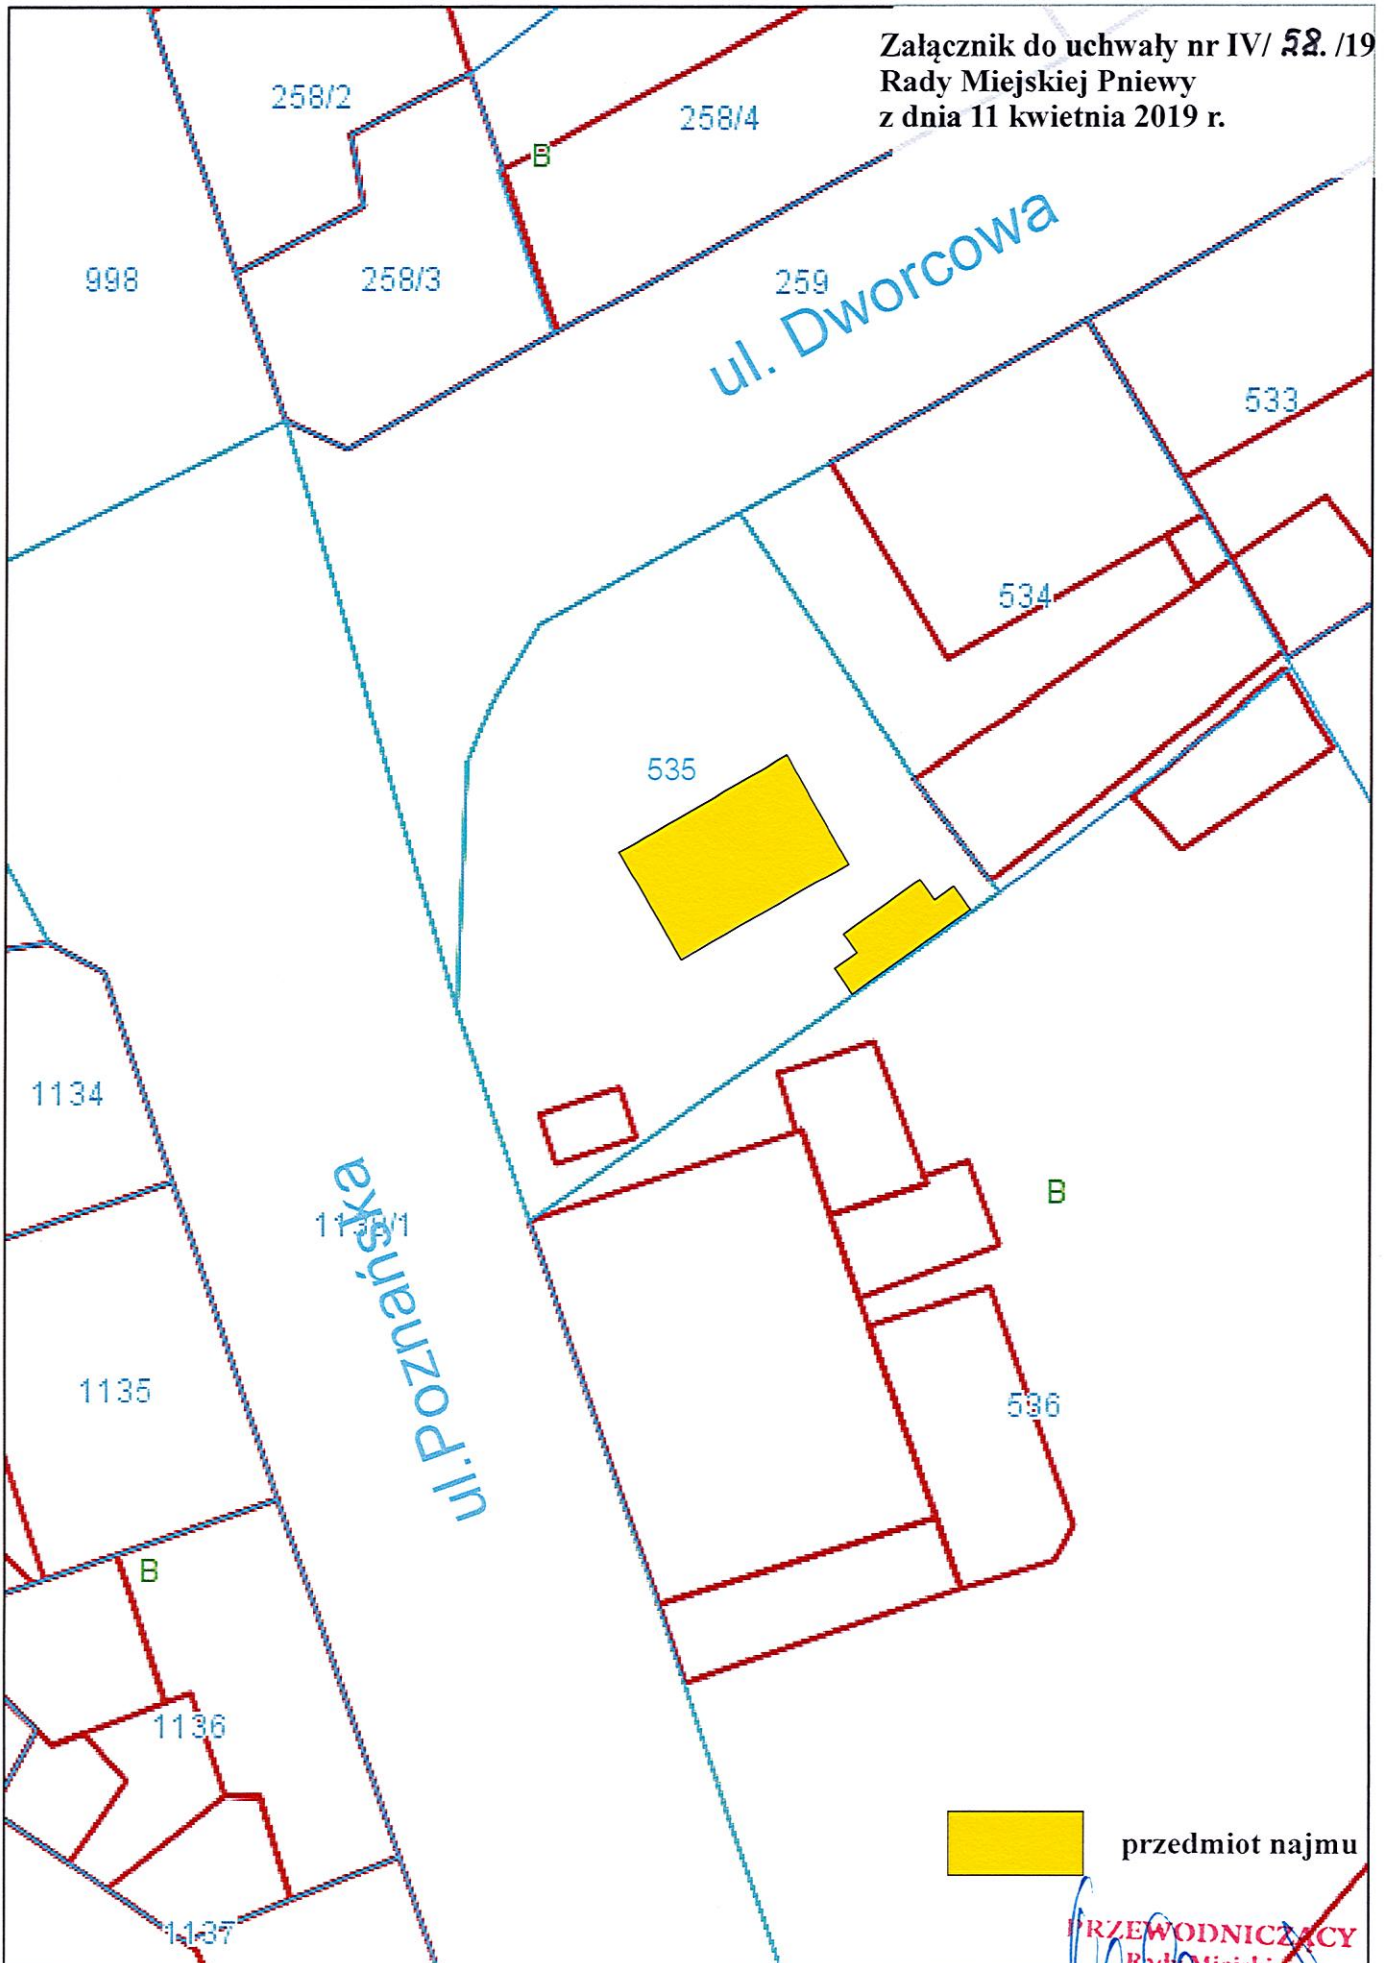 Załącznik do uchwały nr IV/ 58. /19
Rady Miejskiej Pniewy
z dnia 11 kwietnia 2019 r.
258/2
258/4
B
998
258/3
259
ul. Dworcowa
533
534
535
1134
B
ul.Poznańska
1135
536
B
1136
przedmiot najmu
1137
PRZEWODNICZĄCY